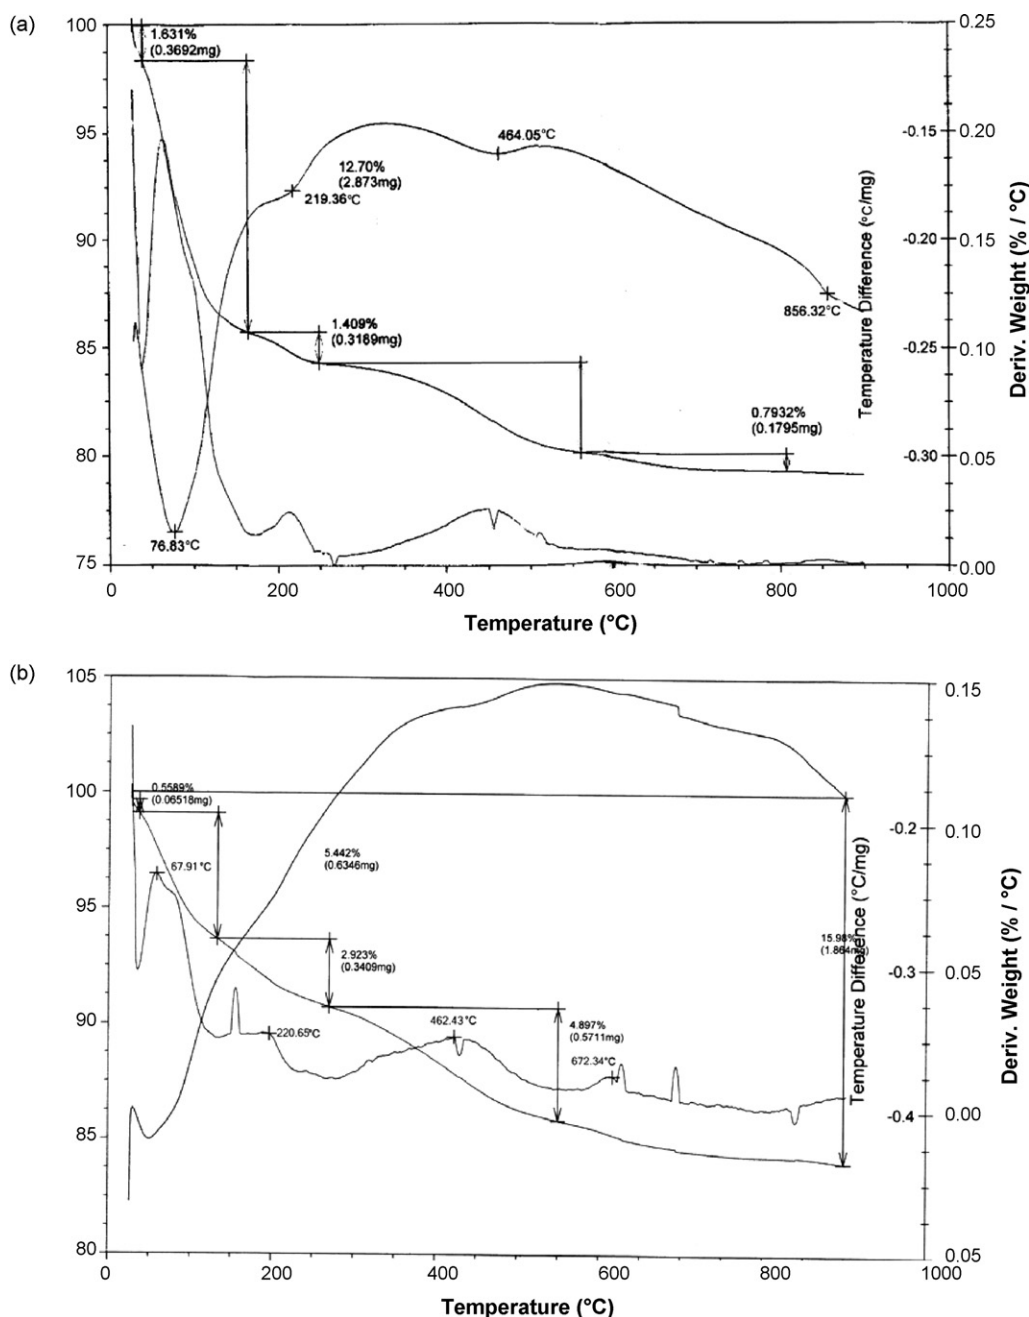 (a)
100
95
90
85
80
75
1.631%
(0.3692mg)
12.70%
(2.873mg)
219.36°C
464.05°C
856.32°C
1.409%
(0.3169mg)
0.7932%
(0.1795mg)
76.83°C
0
200
400
600
800
1000
Temperature (°C)
-0.15
-0.20
-0.25
-0.30
Temperature Difference (°C/mg)
0.25
0.20
0.15
0.10
0.05
0.00
Deriv. Weight (% / °C)
(b)
105
100
95
90
85
80
0.5589%
(0.06518mg)
67.91°C
5.442%
(0.6346mg)
2.923%
(0.3409mg)
220.65°C
462.43°C
4.897%
(0.5711mg)
672.34°C
15.98%
(1.864mg)
0
200
400
600
800
1000
Temperature (°C)
-0.2
-0.3
-0.4
Temperature Difference (°C/mg)
0.15
0.10
0.05
0.00
0.05
Deriv. Weight (% / °C)